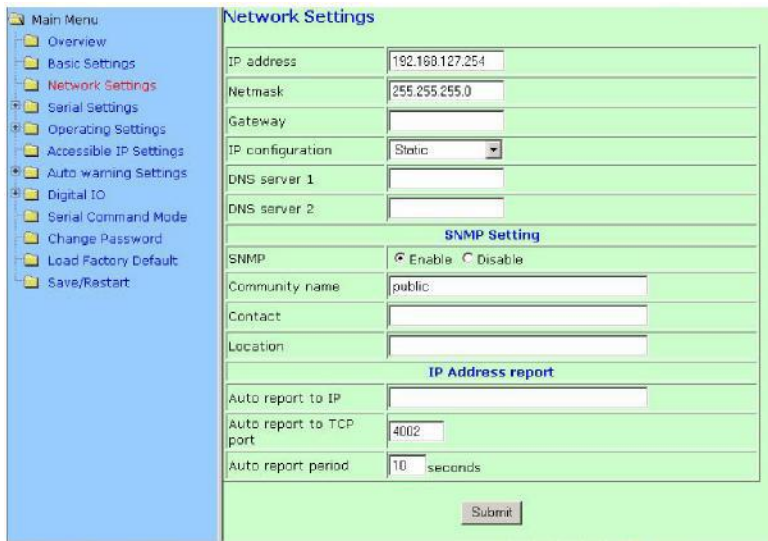 Main Menu
Overview
Basic Settings
Network Settings
Serial Settings
Operating Settings
Accessible IP Settings
Auto warning Settings
Digital IO
Serial Command Mode
Change Password
Load Factory Default
Save/Restart
Network Settings
IP address 192.168.127.254
Netmask 255.255.255.0
Gateway
IP configuration Static
DNS server 1
DNS server 2
SNMP Setting
SNMP Enable Disable
Community name public
Contact
Location
IP Address report
Auto report to IP
Auto report to TCP
port 4002
Auto report period 10 seconds
Submit